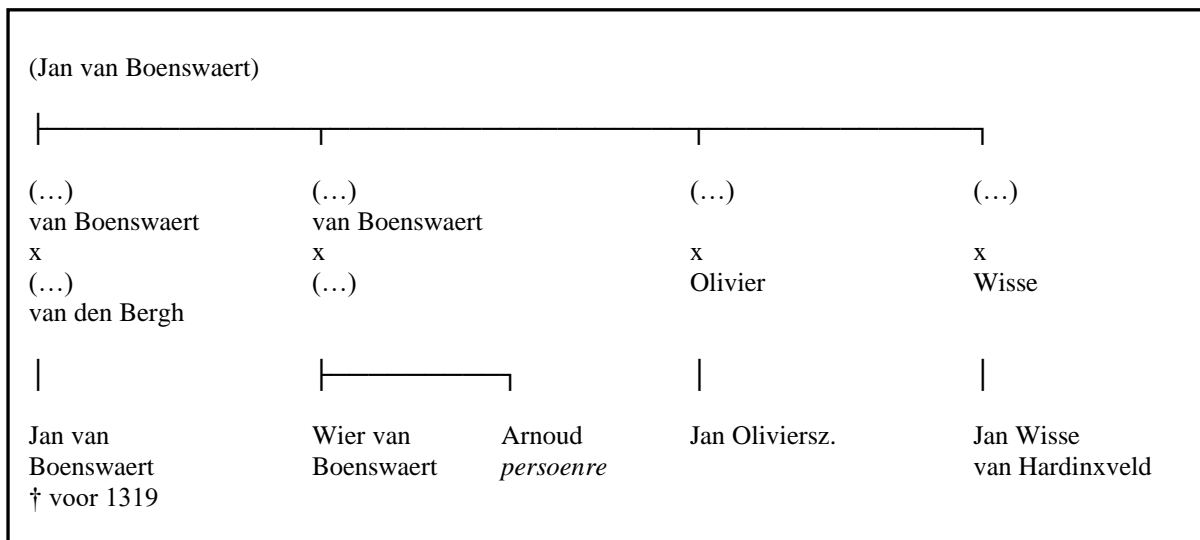 (Jan van Boenswaert)
(…) (…) (…) (…)
van Boenswaert van Boenswaert
x x x x
(…) (…) Olivier Wisse
van den Bergh
Jan van Wier van Arnoud Jan Oliviersz. Jan Wisse
Boenswaert Boenswaert persoenre van Hardinxveld
† voor 1319